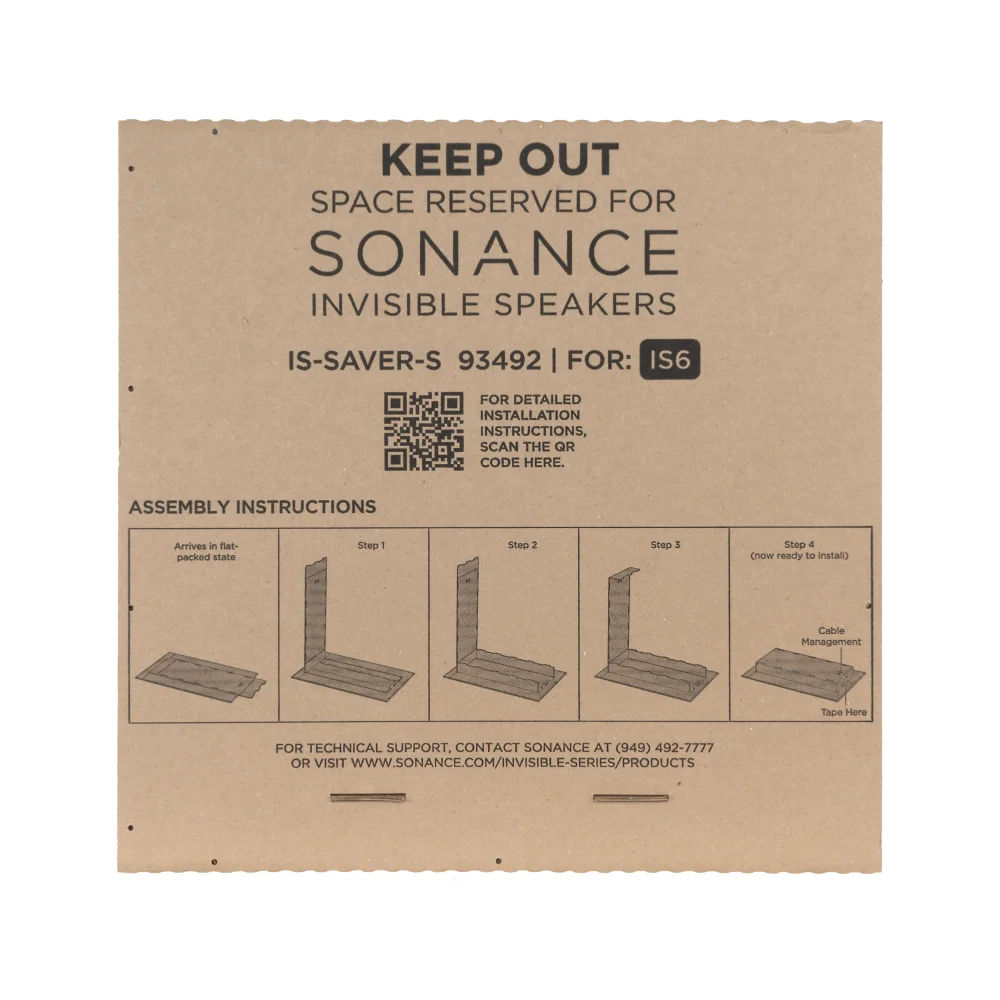 KEEP OUT
SPACE RESERVED FOR
SONANCE
INVISIBLE SPEAKERS
IS-SAVER-S 93492 | FOR: IS6
FOR DETAILED
INSTALLATION
INSTRUCTIONS,
SCAN THE QR
CODE HERE.
ASSEMBLY INSTRUCTIONS
Arrives in flat-
packed state
Step 1
Step 2
Step 3
Step 4
(now ready to install)
Cable
Management
Tape Here
FOR TECHNICAL SUPPORT, CONTACT SONANCE AT (949) 492-7777
OR VISIT WWW.SONANCE.COM/INVISIBLE-SERIES/PRODUCTS